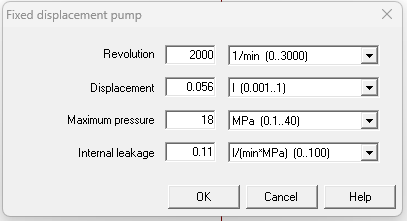 Fixed displacement pump
Revolution 2000 1/min (0..3000)
Displacement 0.056 l (0.001..1)
Maximum pressure 18 MPa (0.1..40)
Internal leakage 0.11 l/(min*MPa) (0..100)
OK Cancel Help